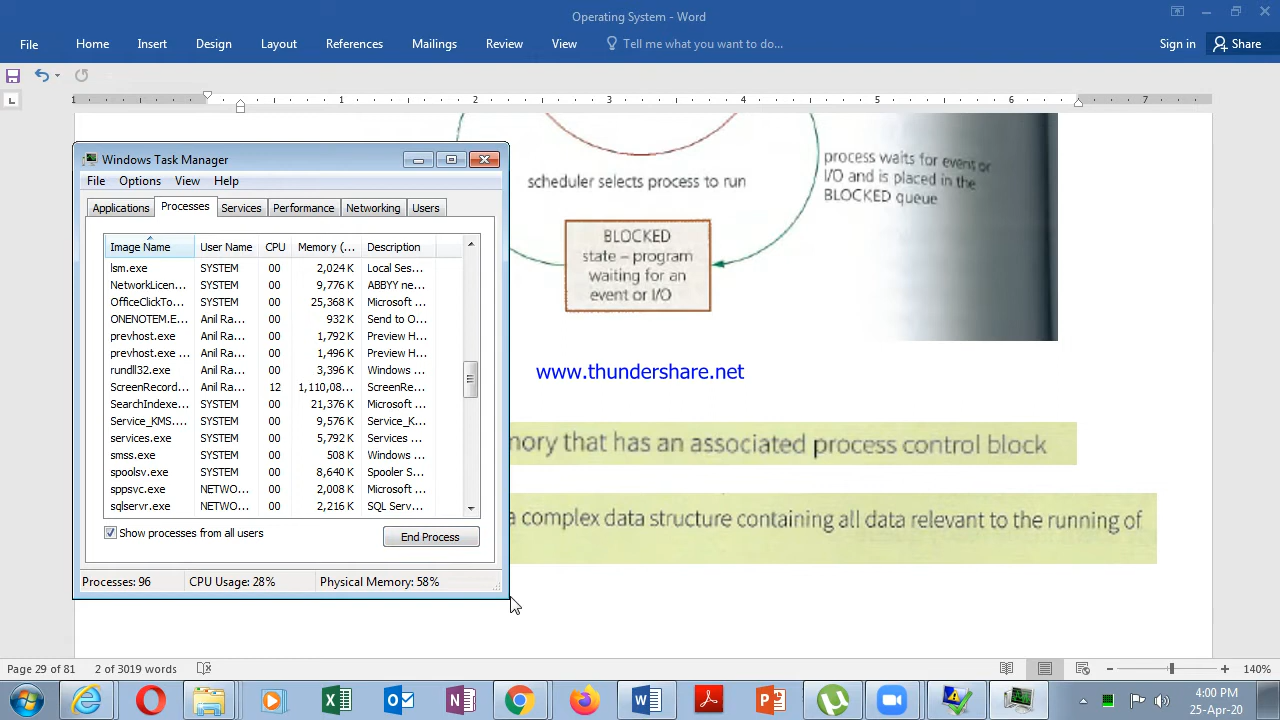 Operating System - Word
File Home Insert Design Layout References Mailings Review View Tell me what you want to do... Sign in Share
1 1 2 3 4 5 6 7
process waits for event or
I/O and is placed in the
BLOCKED queue
scheduler selects process to run
BLOCKED
state – program
waiting for an
event or I/O
www.thundershare.net
mory that has an associated process control block
a complex data structure containing all data relevant to the running of
Windows Task Manager
File Options View Help
Applications Processes Services Performance Networking Users
Image Name User Name CPU Memory (... Description
lsm.exe SYSTEM 00 2,024 K Local Ses...
NetworkLicen... SYSTEM 00 9,776 K ABBYY ne...
OfficeClickTo... SYSTEM 00 K Microsoft ...
ONENOTEM.E... Anil Ra... 00 932 K Send to O...
prevhost.exe Anil Ra... 00 1,792 K Preview H...
prevhost.exe ... Anil Ra... 00 1,496 K Preview H...
rundll32.exe Anil Ra... 00 3,396 K Windows ...
ScreenRecord... Anil Ra... 12 1,110,08... ScreenRe...
SearchIndexe... SYSTEM 00 21,376 K Microsoft ...
Service_KMS.... SYSTEM 00 9,576 K Service_K...
services.exe SYSTEM 00 5,792 K Services ...
smss.exe SYSTEM 00 508 K Windows ...
spoolsv.exe SYSTEM 00 8,640 K Spooler S...
sppsvc.exe NETWO... 00 2,008 K Microsoft ...
sqlservr.exe NETWO... 00 2,216 K SQL Serv...
Show processes from all users End Process
Processes: 96 CPU Usage: 28% Physical Memory: 58%
Page 29 of 81 2 of 3019 words 140%
4:00 PM
25-Apr-20